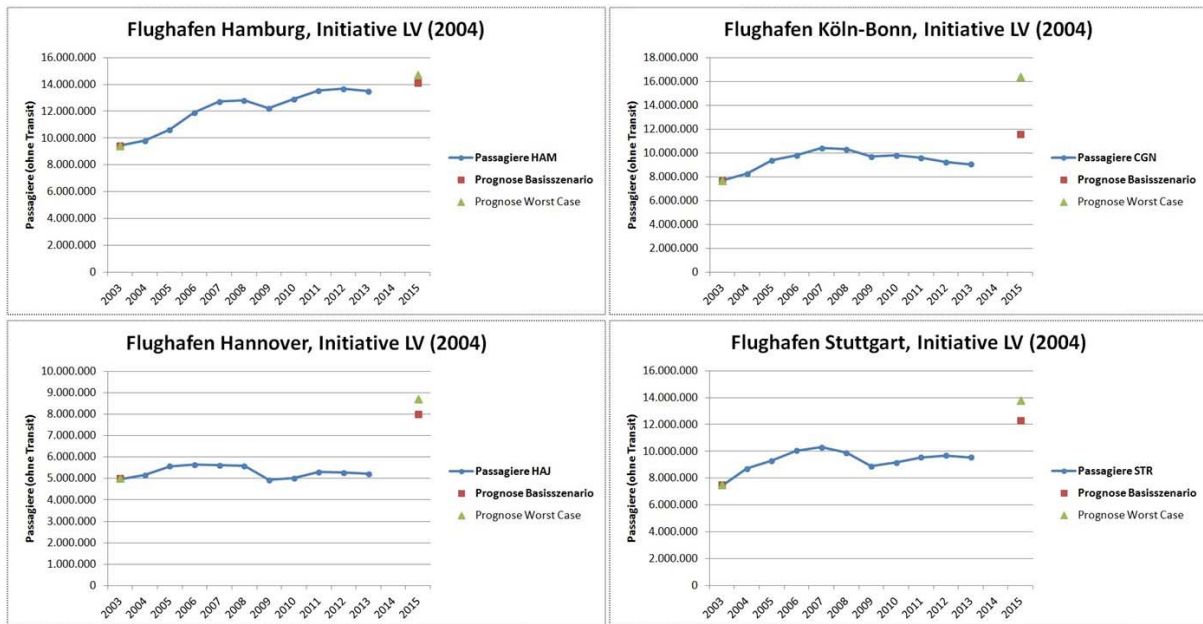 Flughafen Hamburg, Initiative LV (2004)
Passagiere (ohne Transit)
16.000.000
14.000.000
12.000.000
10.000.000
8.000.000
6.000.000
4.000.000
2.000.000
0
2003 2004 2005 2006 2007 2008 2009 2010 2011 2012 2013 2014 2015
Passagiere HAM
Prognose Basisszenario
Prognose Worst Case
Flughafen Köln-Bonn, Initiative LV (2004)
Passagiere (ohne Transit)
18.000.000
16.000.000
14.000.000
12.000.000
10.000.000
8.000.000
6.000.000
4.000.000
2.000.000
0
2003 2004 2005 2006 2007 2008 2009 2010 2011 2012 2013 2014 2015
Passagiere CGN
Prognose Basisszenario
Prognose Worst Case
Flughafen Hannover, Initiative LV (2004)
Passagiere (ohne Transit)
10.000.000
9.000.000
8.000.000
7.000.000
6.000.000
5.000.000
4.000.000
3.000.000
2.000.000
1.000.000
0
2003 2004 2005 2006 2007 2008 2009 2010 2011 2012 2013 2014 2015
Passagiere HAJ
Prognose Basisszenario
Prognose Worst Case
Flughafen Stuttgart, Initiative LV (2004)
Passagiere (ohne Transit)
16.000.000
14.000.000
12.000.000
10.000.000
8.000.000
6.000.000
4.000.000
2.000.000
0
2003 2004 2005 2006 2007 2008 2009 2010 2011 2012 2013 2014 2015
Passagiere STR
Prognose Basisszenario
Prognose Worst Case